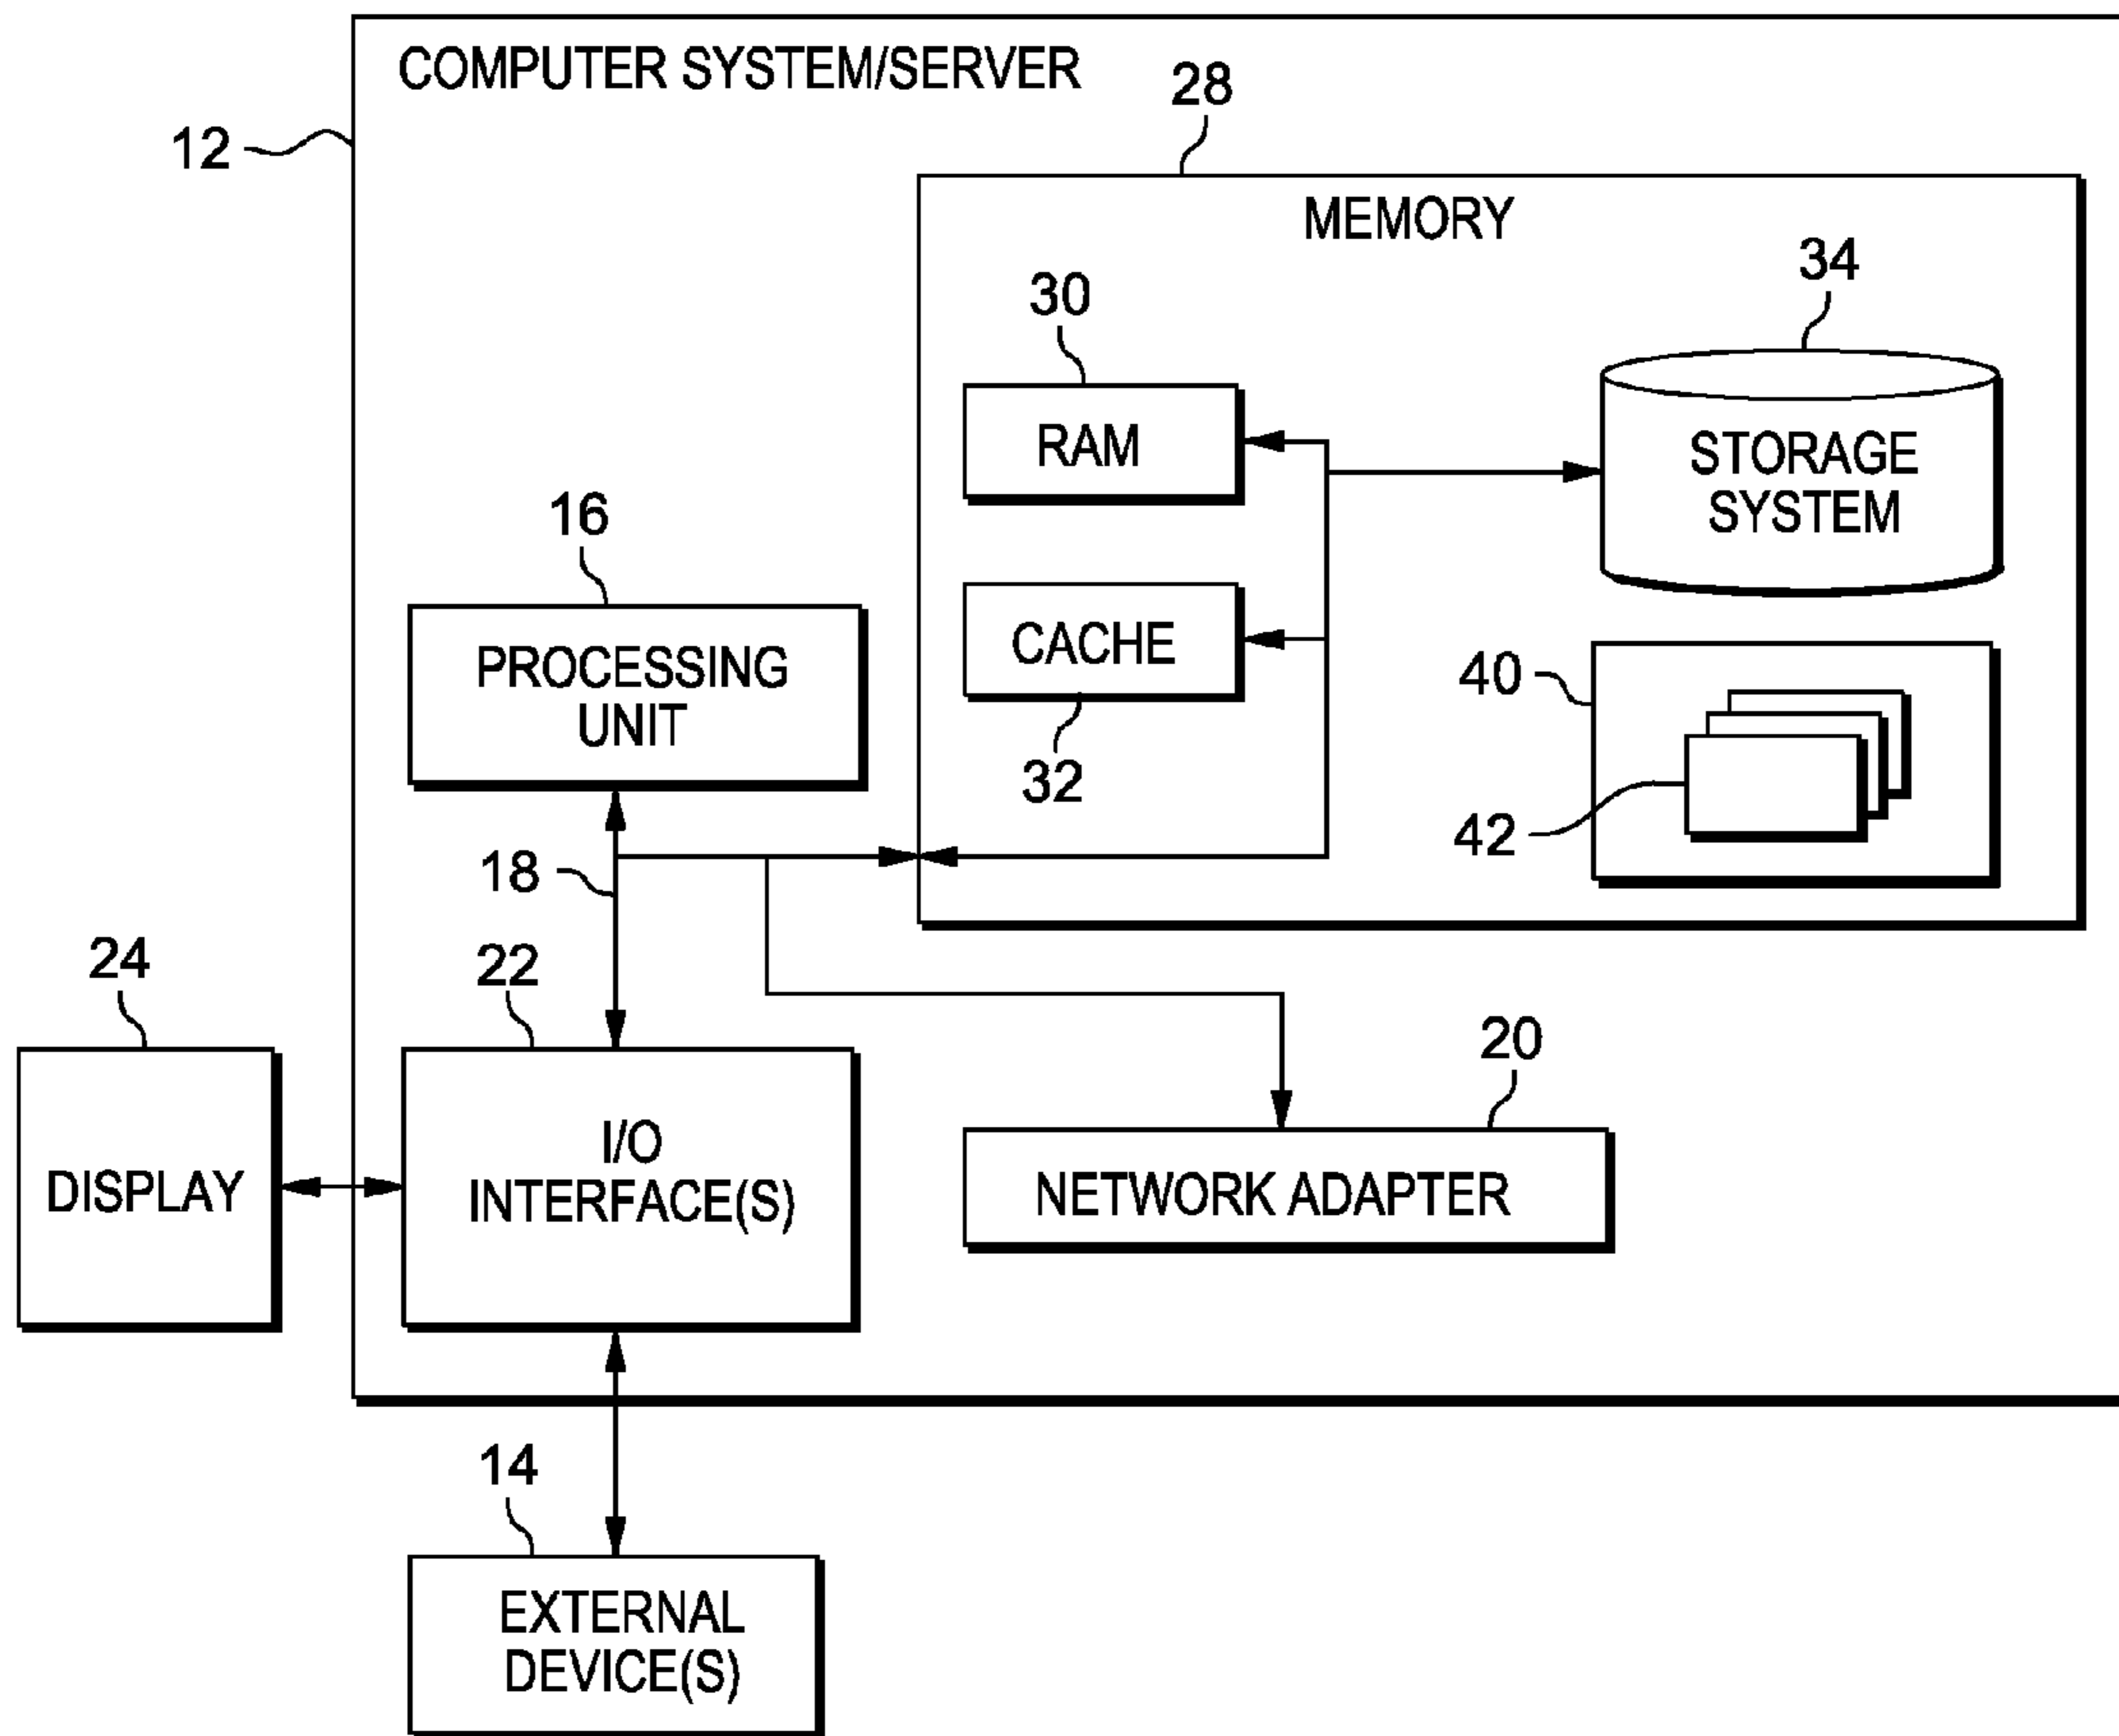 COMPUTER SYSTEM/SERVER
12
28
MEMORY
34
30
RAM
STORAGE
SYSTEM
16
PROCESSING
UNIT
CACHE
32
40
42
18
24
22
20
DISPLAY
I/O
INTERFACE(S)
NETWORK ADAPTER
14
EXTERNAL
DEVICE(S)